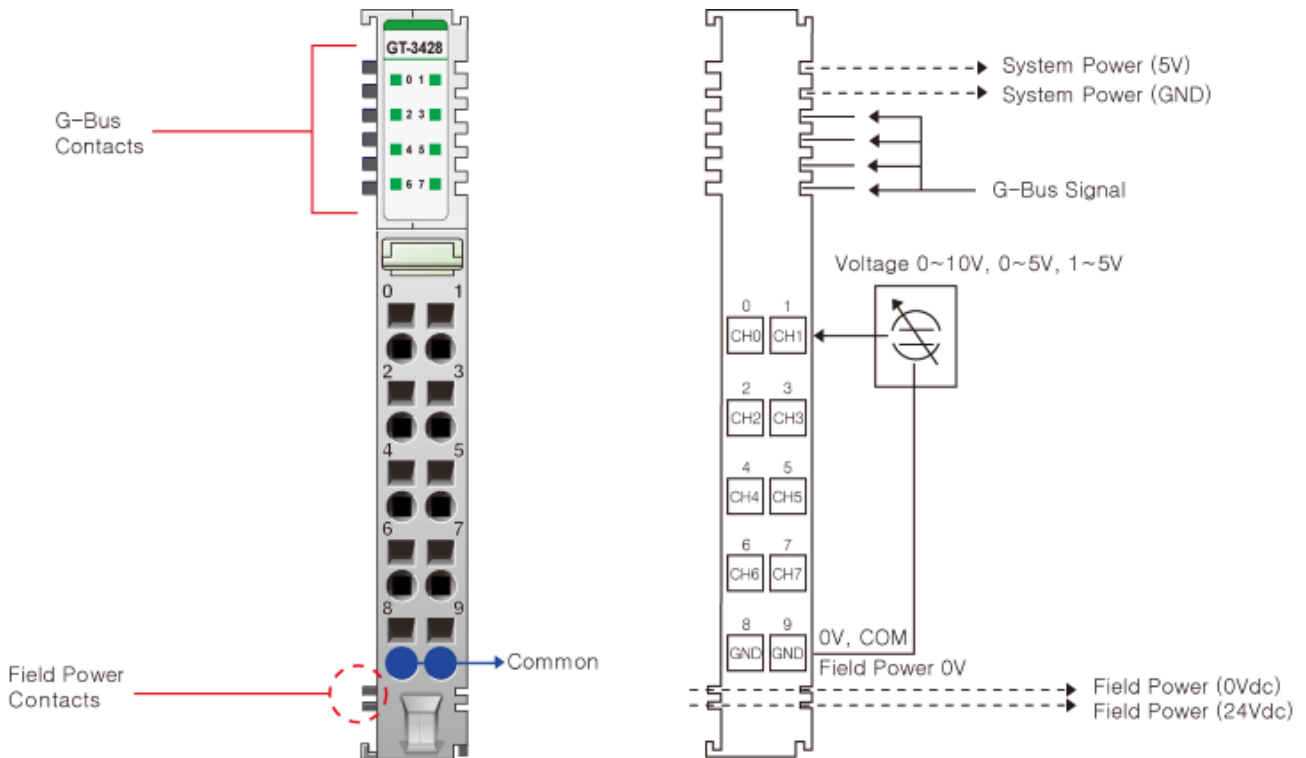 GT-3428
0 1
2 3
4 5
6 7
G-Bus
Contacts
0 1
2 3
4 5
6 7
8 9
Common
Field Power
Contacts
System Power (5V)
System Power (GND)
G-Bus Signal
Voltage 0~10V, 0~5V, 1~5V
0 1
CH0 CH1
2 3
CH2 CH3
4 5
CH4 CH5
6 7
CH6 CH7
8 9
GND GND
0V, COM
Field Power 0V
Field Power (0Vdc)
Field Power (24Vdc)